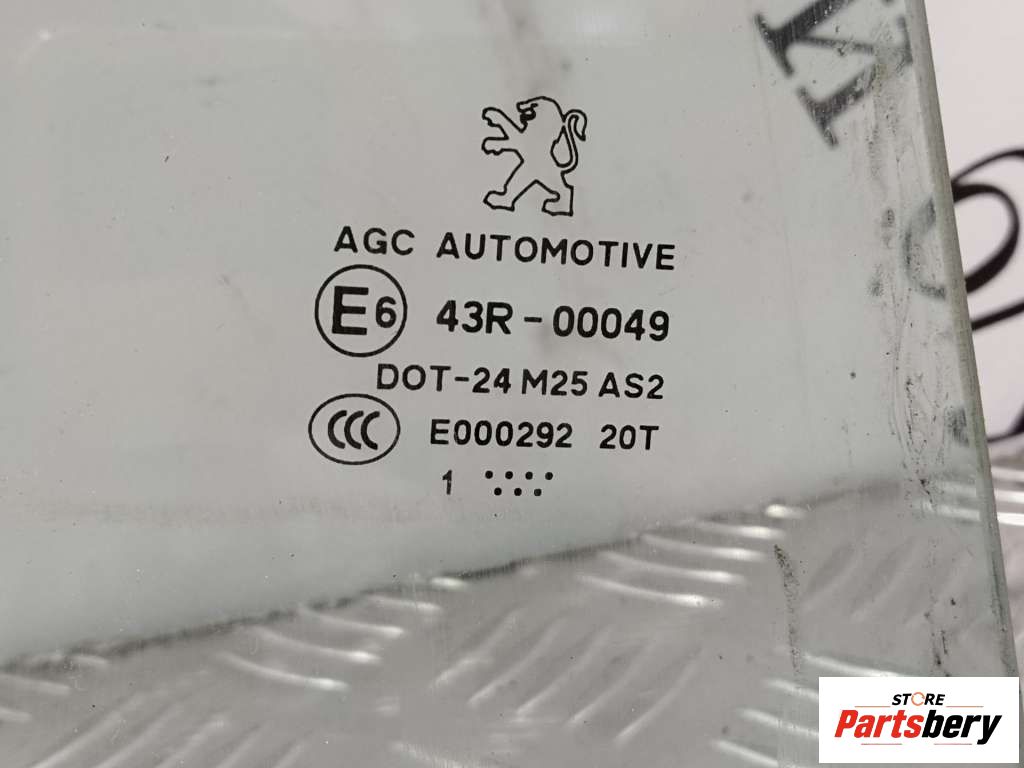 AGC AUTOMOTIVE
E6 43R-00049
DOT-24 M25 AS2
CCC E000292 20T
1
STORE
Partsbery